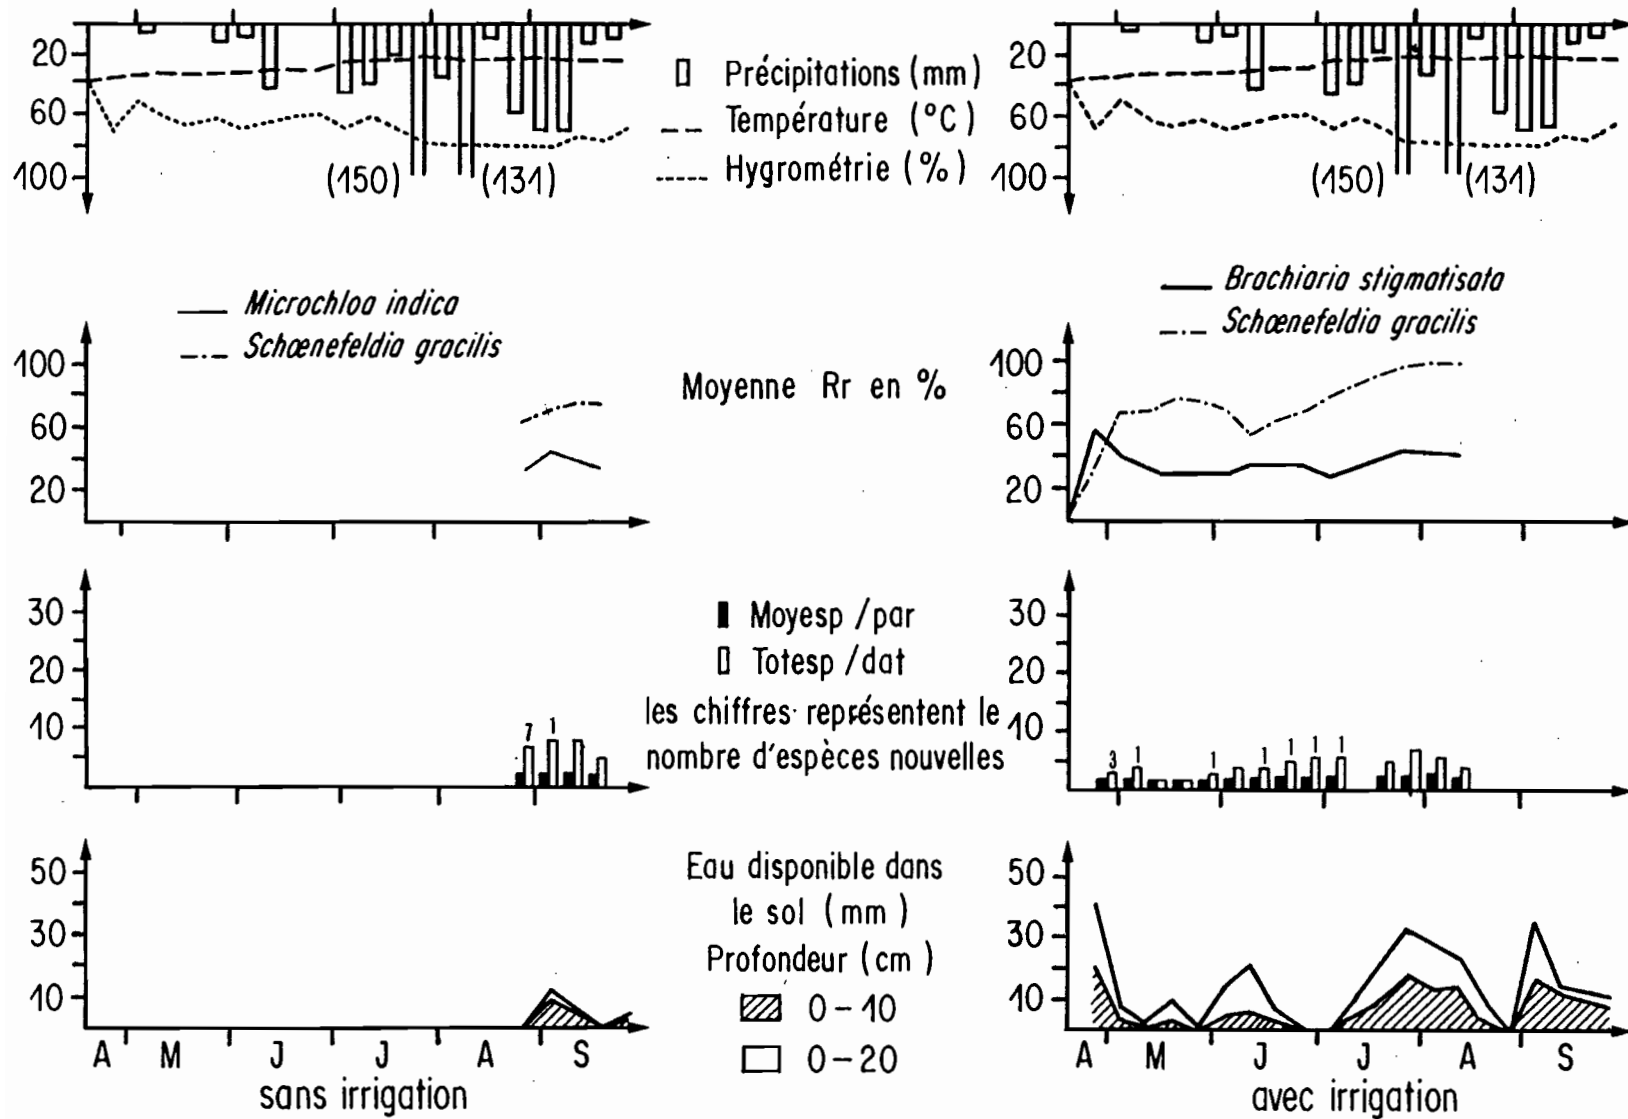 20
60
100
(150)
(131)
Précipitations (mm)
Température (°C)
Hygrométrie (%)
20
60
100
(150)
(131)
Microchloa indica
Schœnefeldia gracilis
100
60
20
Moyenne Rr en %
Brachiaria stigmatisata
Schœnefeldia gracilis
100
60
20
30
20
10
7 1
Moyesp /par
Totesp /dat
les chiffres représentent le
nombre d'espèces nouvelles
30
20
10
3 1 1 1 1 1 1
50
30
10
A M J J A S
sans irrigation
Eau disponible dans
le sol (mm)
Profondeur (cm)
0-10
0-20
50
30
10
A M J J A S
avec irrigation